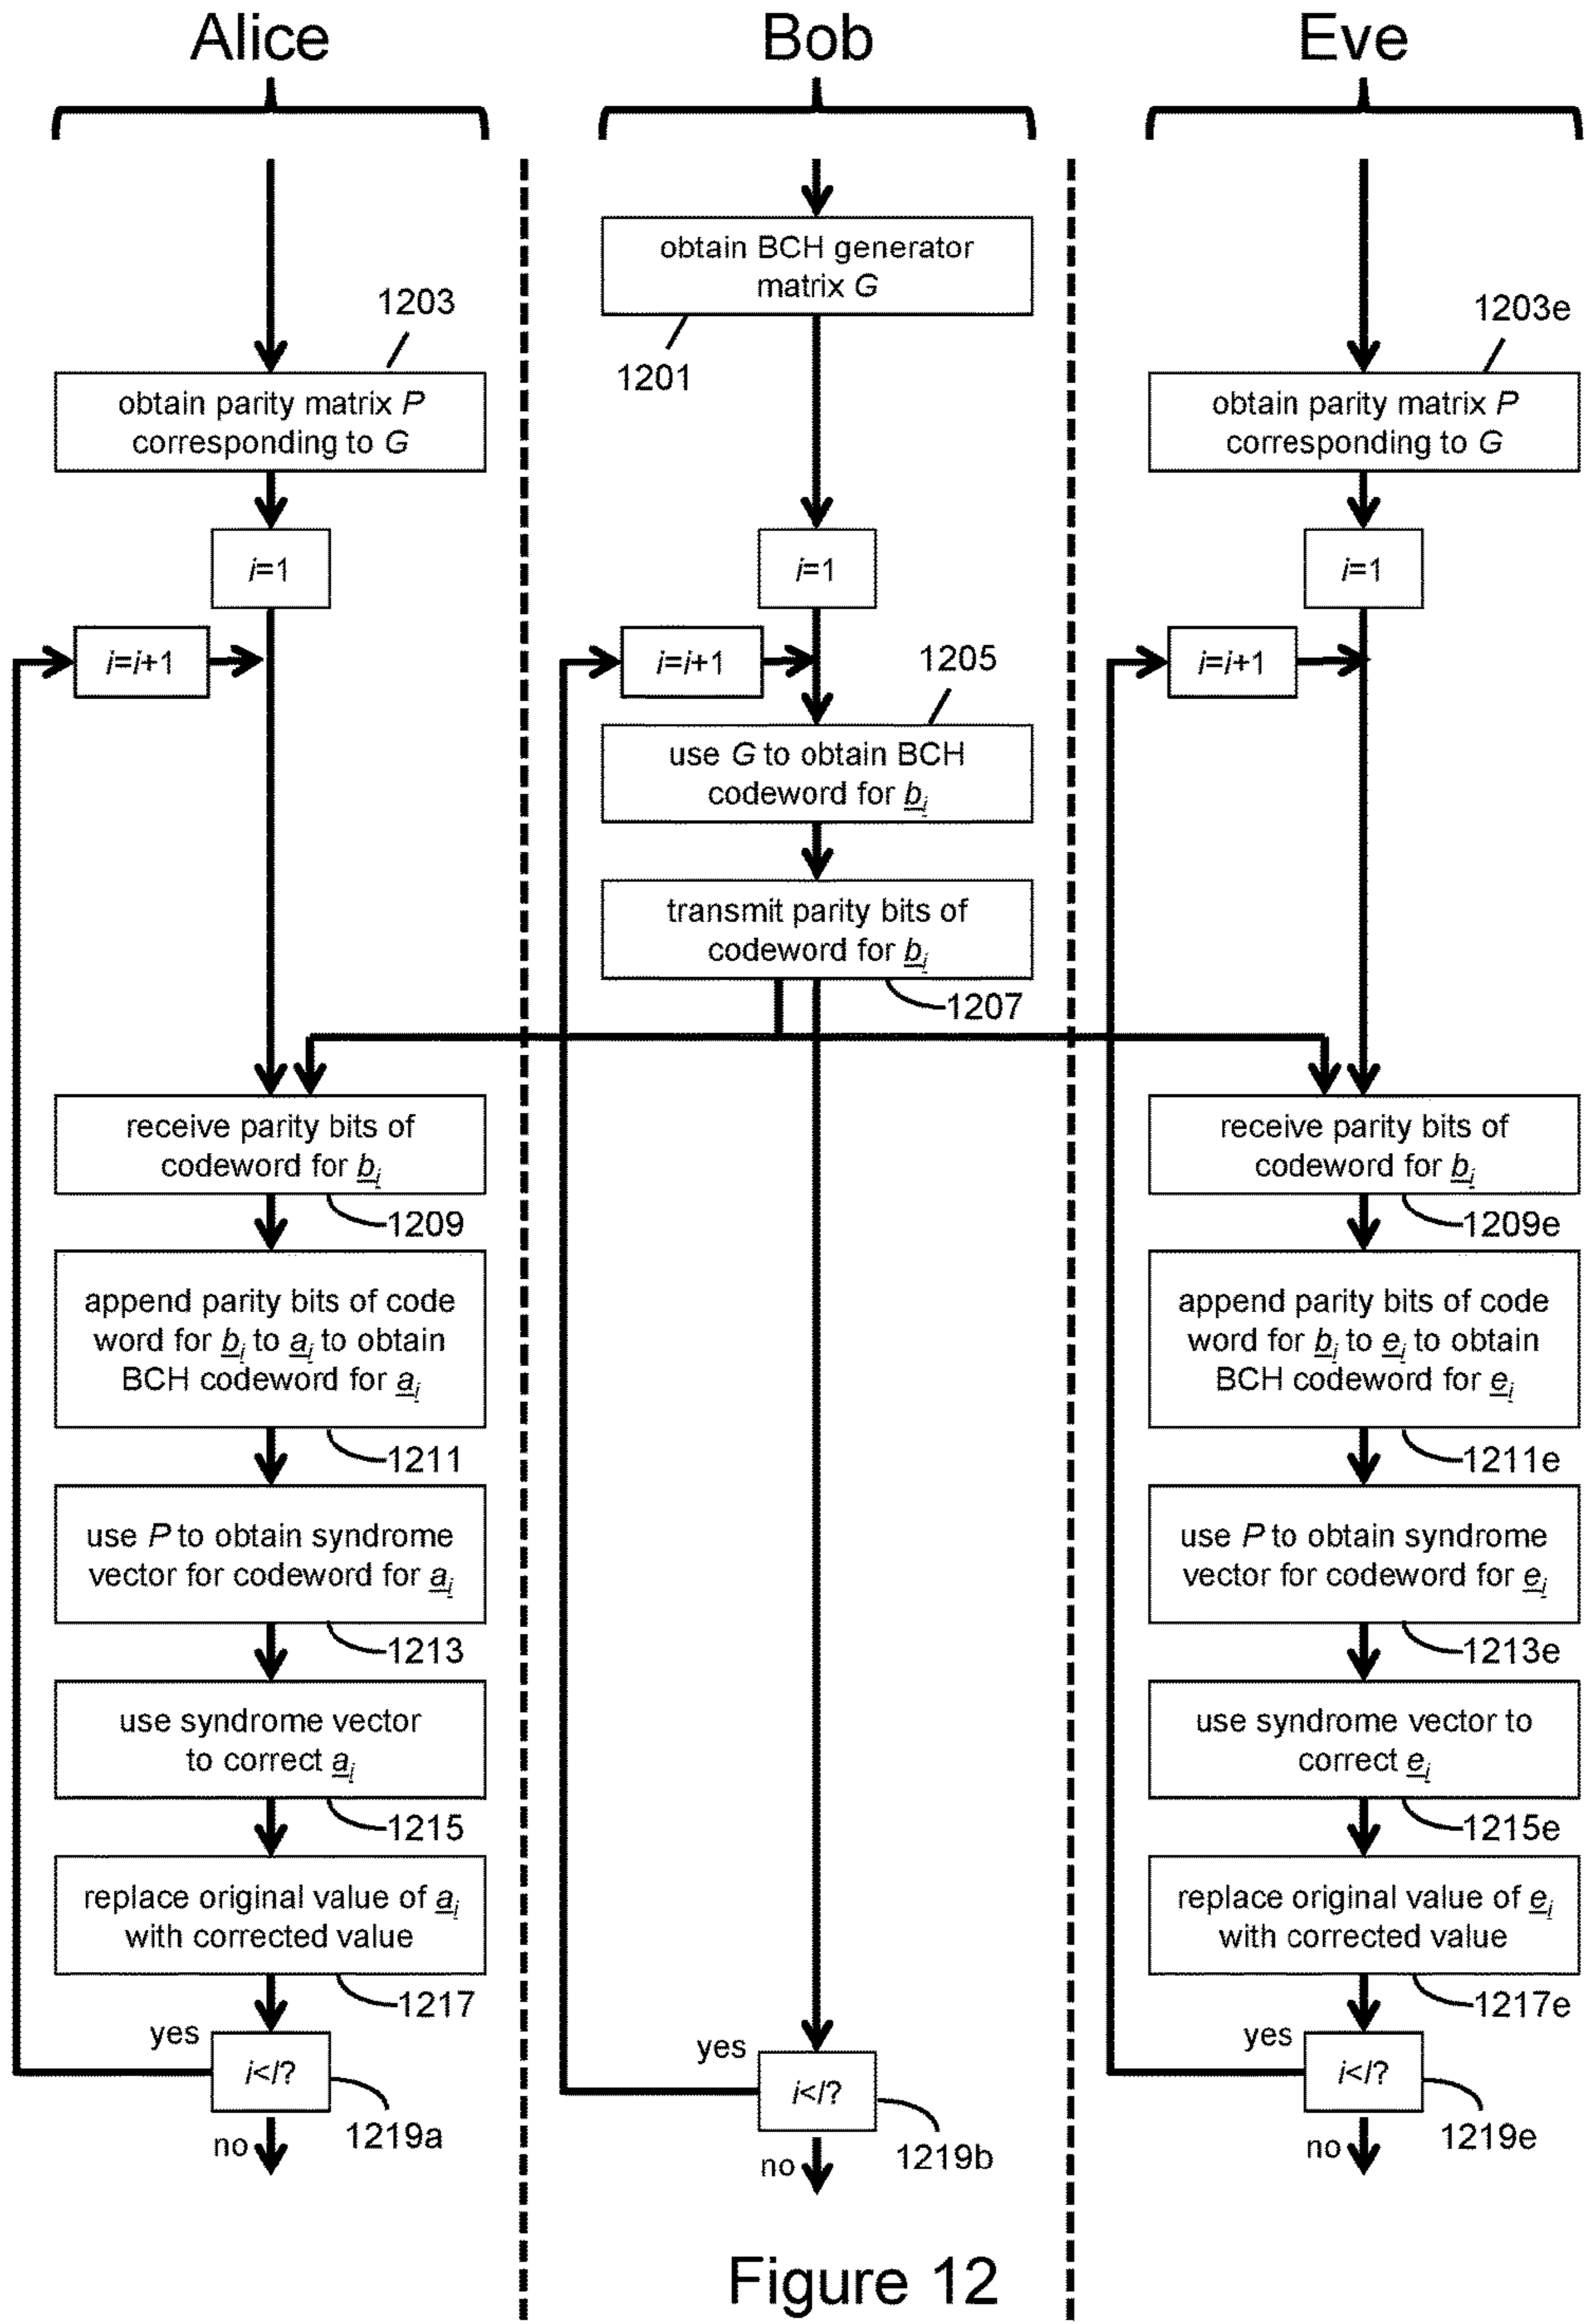 Alice
Bob
Eve
obtain BCH generator
matrix G
1201
1203
obtain parity matrix P
corresponding to G
1203e
obtain parity matrix P
corresponding to G
i=1
i=1
i=1
i=i+1
i=i+1
i=i+1
1205
use G to obtain BCH
codeword for b_i
transmit parity bits of
codeword for b_i
1207
receive parity bits of
codeword for b_i
1209
append parity bits of code
word for b_i to a_i to obtain
BCH codeword for a_i
1211
use P to obtain syndrome
vector for codeword for a_i
1213
use syndrome vector
to correct a_i
1215
replace original value of a_i
with corrected value
1217
yes
i<I?
1219a
no
yes
i<I?
1219b
no
receive parity bits of
codeword for b_i
1209e
append parity bits of code
word for b_i to e_i to obtain
BCH codeword for e_i
1211e
use P to obtain syndrome
vector for codeword for e_i
1213e
use syndrome vector to
correct e_i
1215e
replace original value of e_i
with corrected value
1217e
yes
i<I?
1219e
no
Figure 12